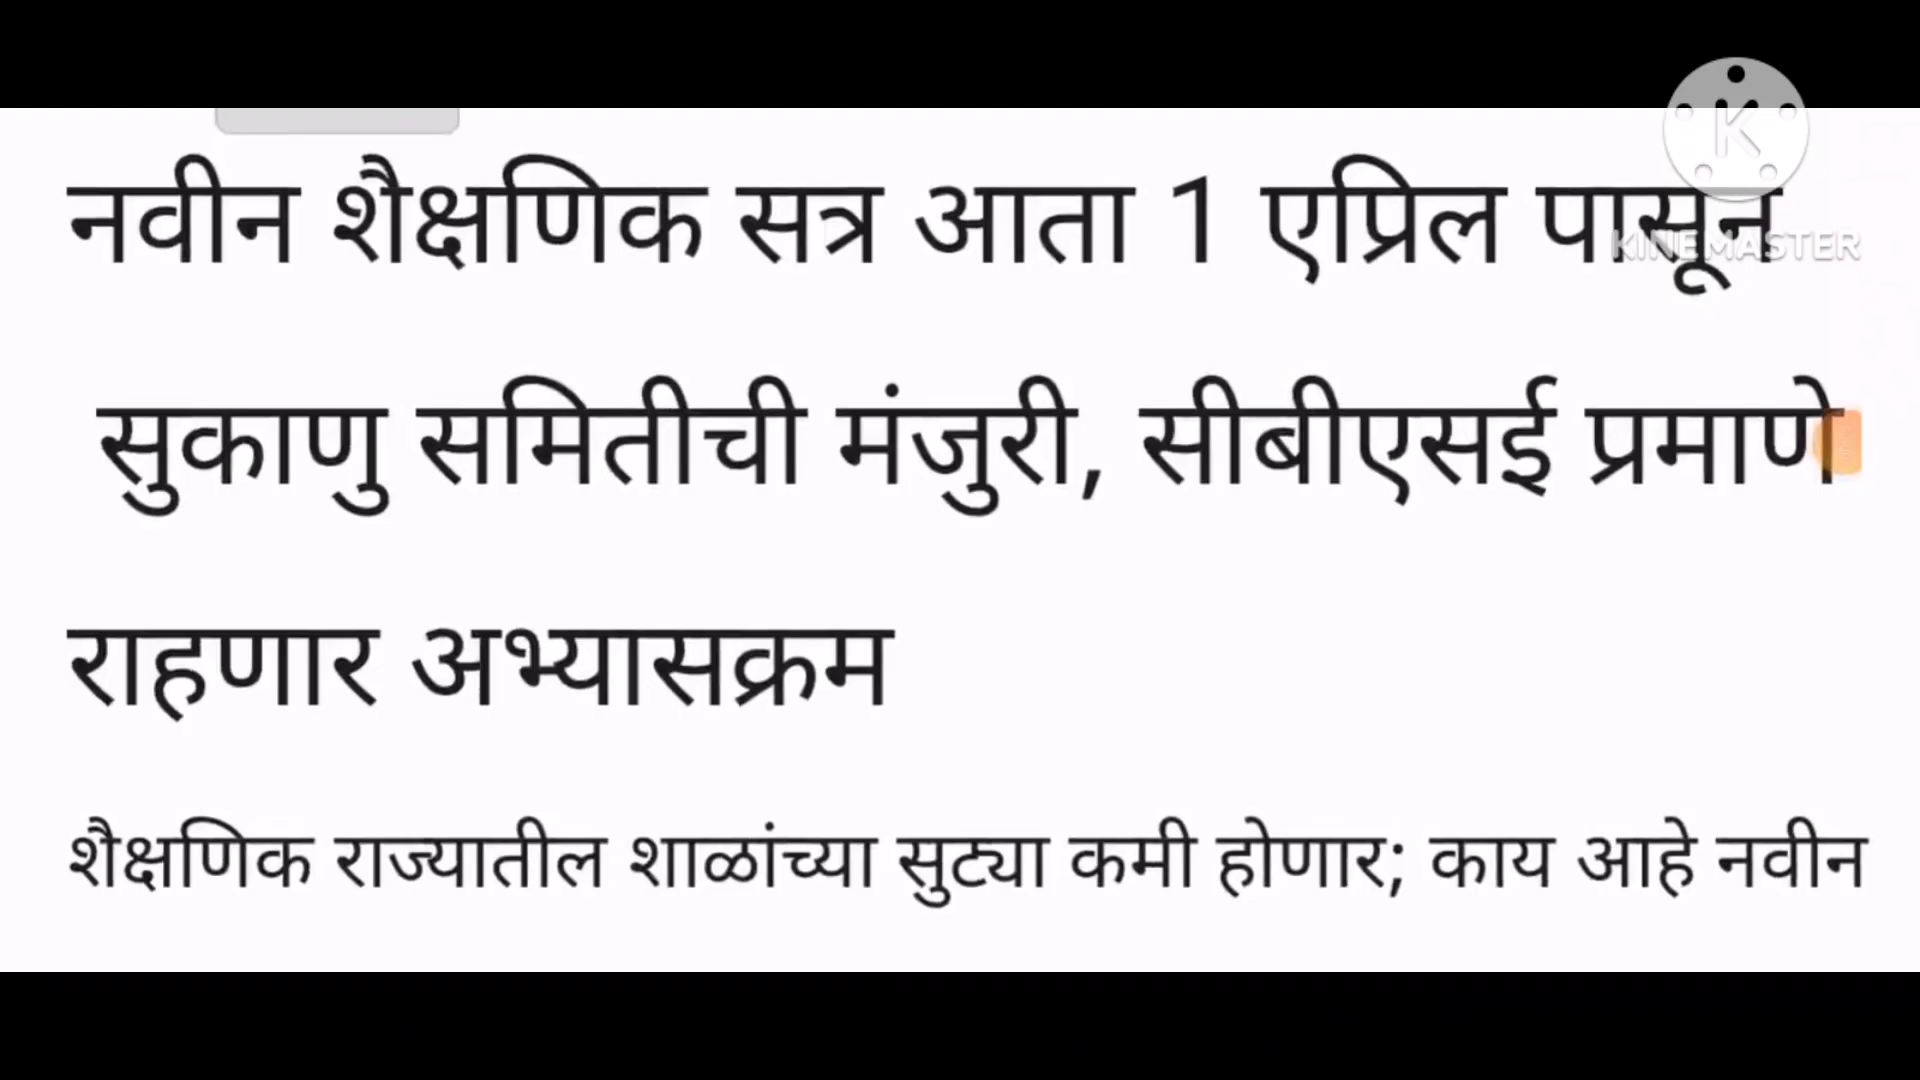 नवीन शैक्षणिक सत्र आता 1 एप्रिल पासून
सुकाणु समितीची मंजुरी, सीबीएसई प्रमाणे
राहणार अभ्यासक्रम
शैक्षणिक राज्यातील शाळांच्या सुट्या कमी होणार; काय आहे नवीन
K
KINEMASTER